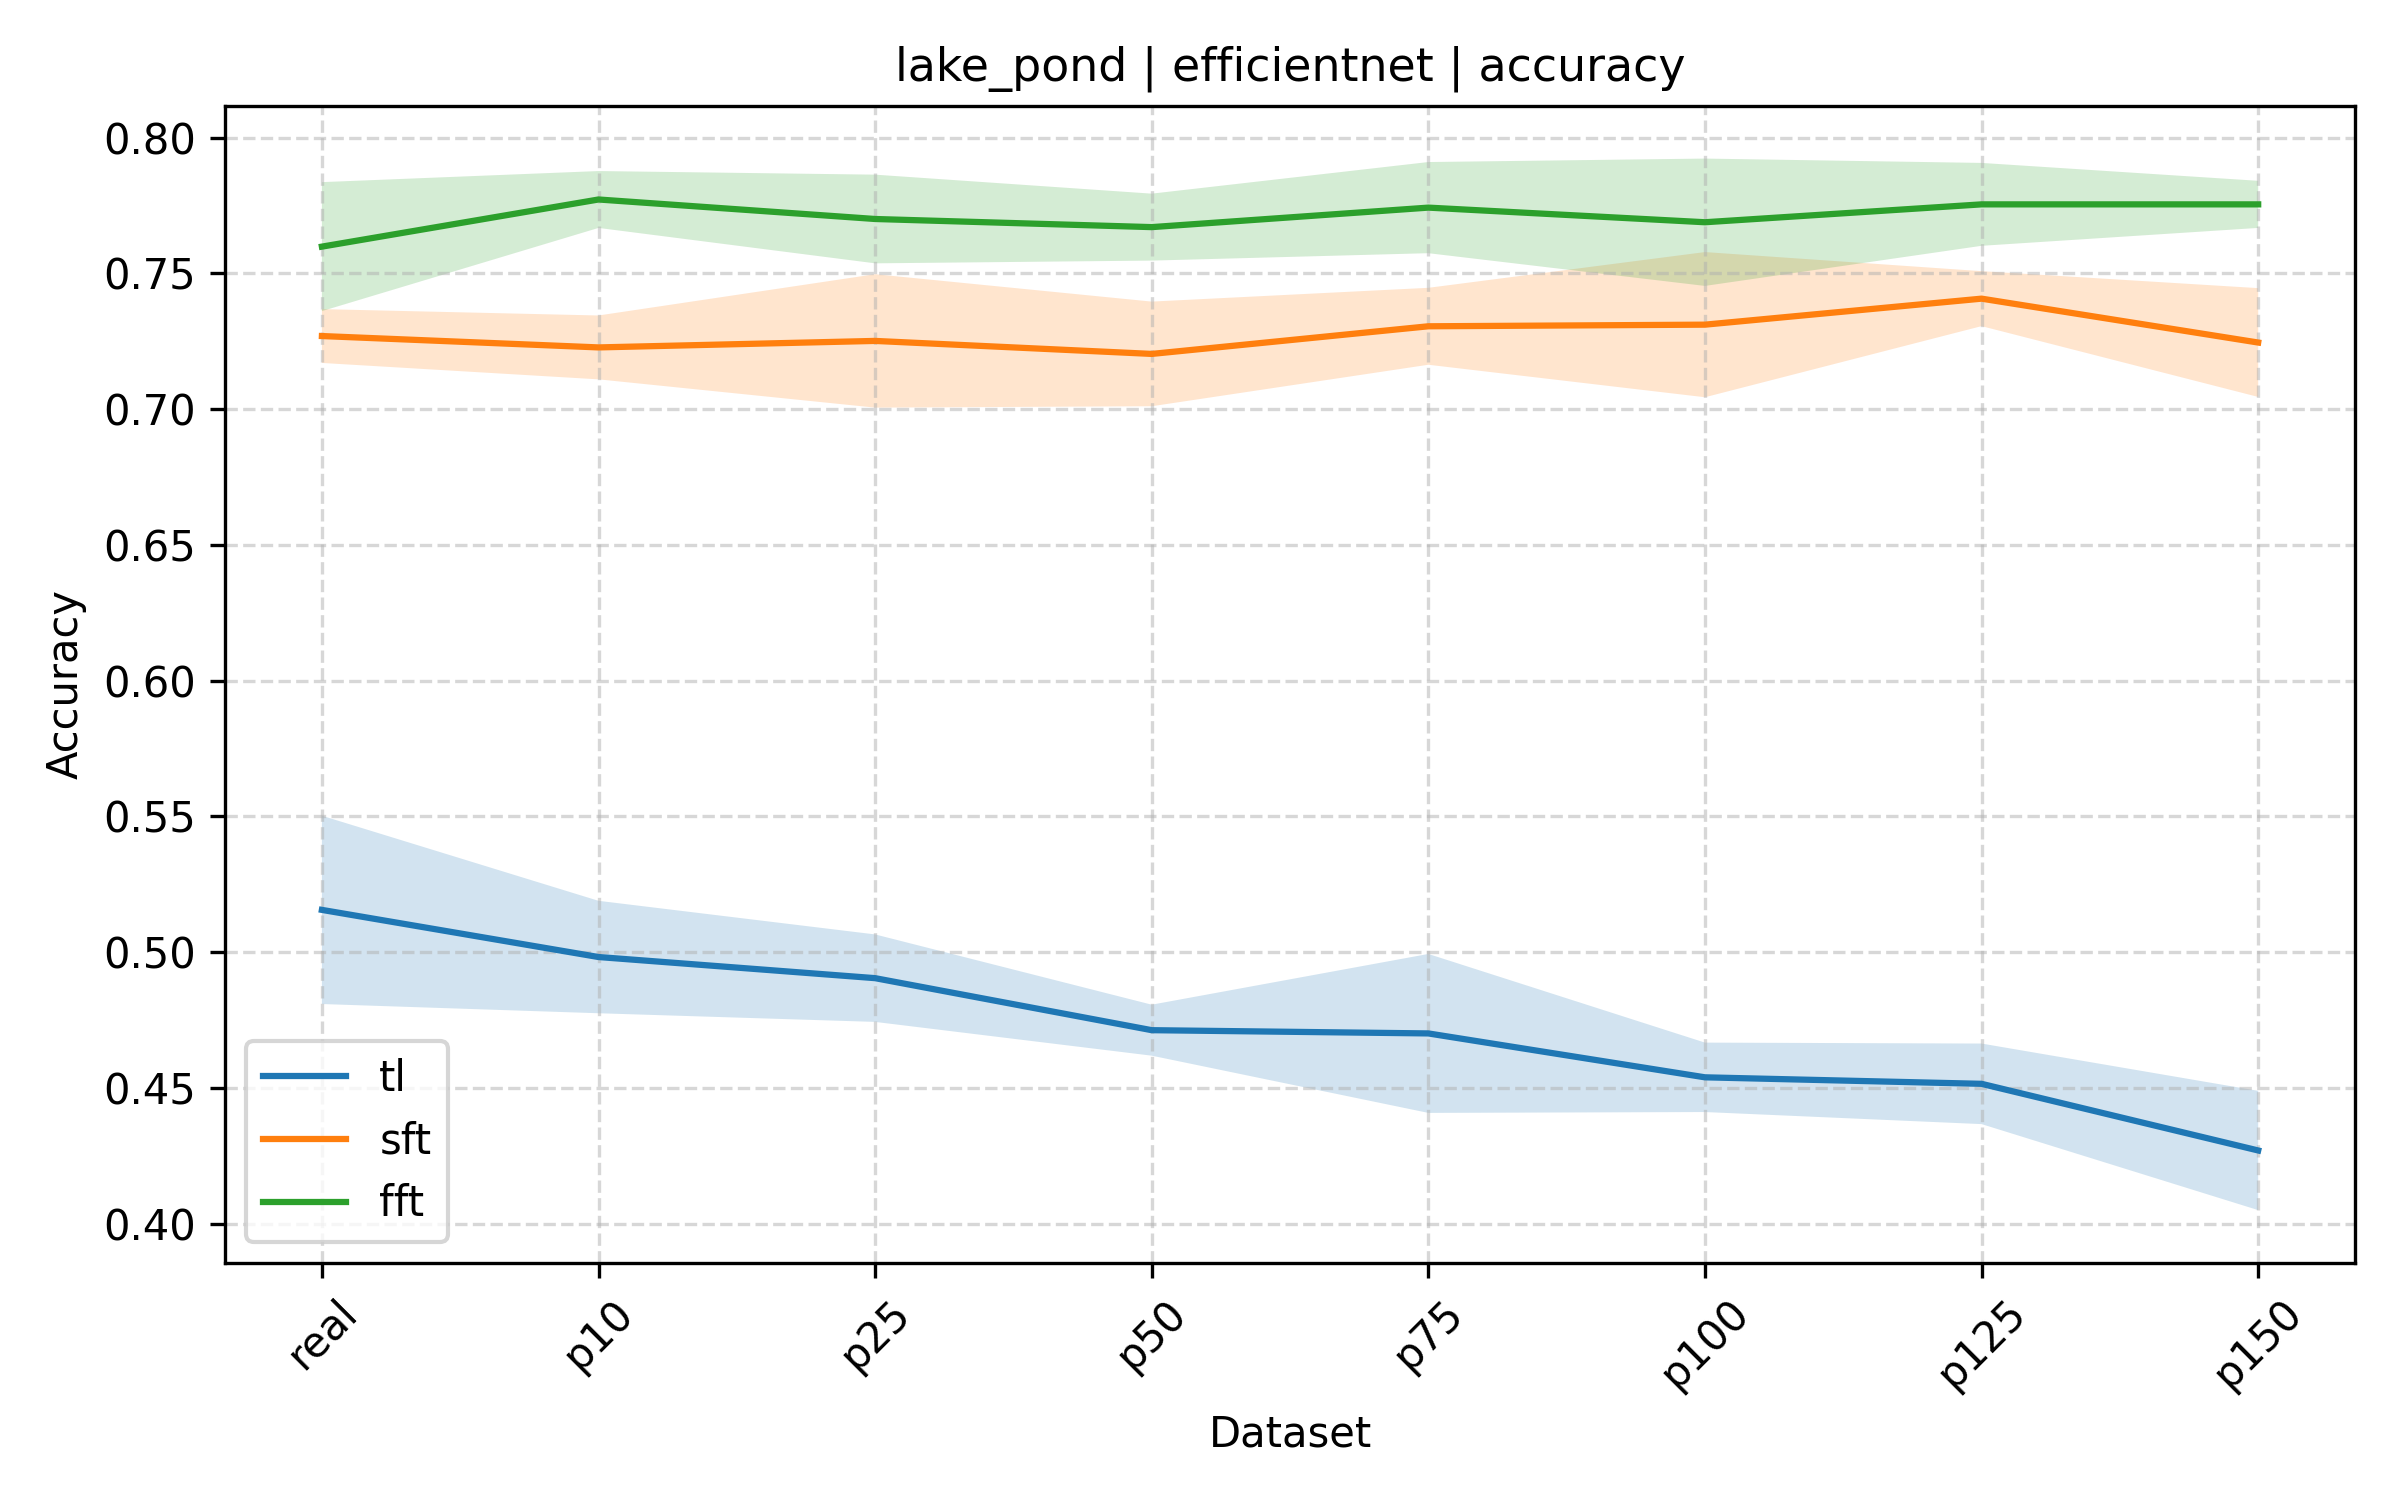 lake_pond | efficientnet | accuracy
0.80
0.75
0.70
0.65
0.60
0.55
0.50
0.45
0.40
Accuracy
tl
sft
fft
real
p10
p25
p50
p75
p100
p125
p150
Dataset